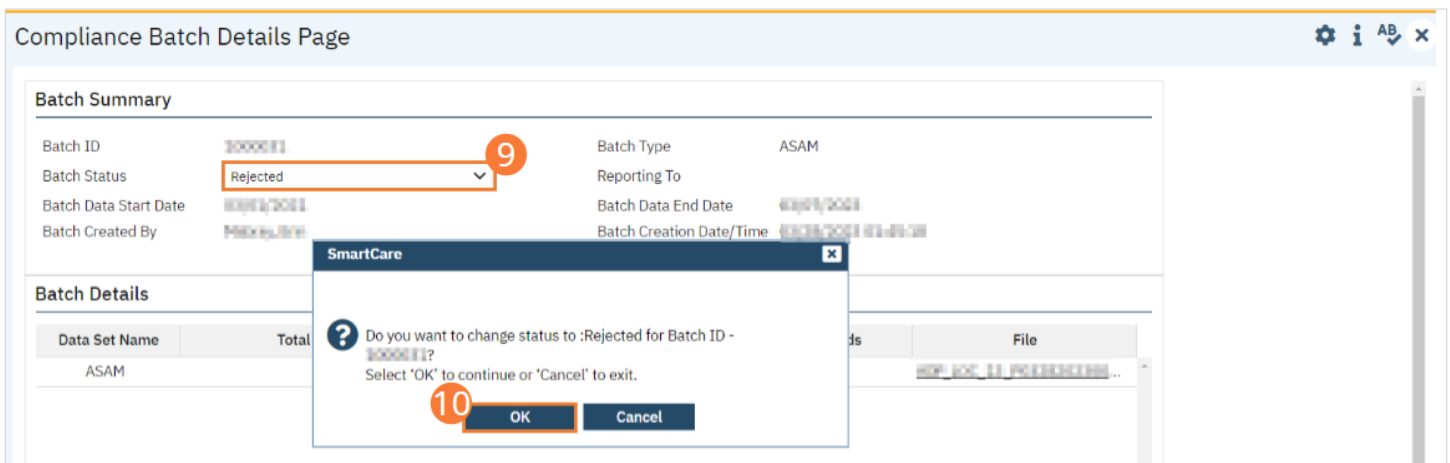 Compliance Batch Details Page
Batch Summary
Batch ID
Batch Type ASAM
9
Batch Status Rejected
Reporting To
Batch Data Start Date
Batch Data End Date
Batch Created By
Batch Creation Date/Time
SmartCare
Batch Details
Data Set Name Total ds File
ASAM
Do you want to change status to :Rejected for Batch ID -
?
Select ‘OK’ to continue or ‘Cancel’ to exit.
10
OK Cancel